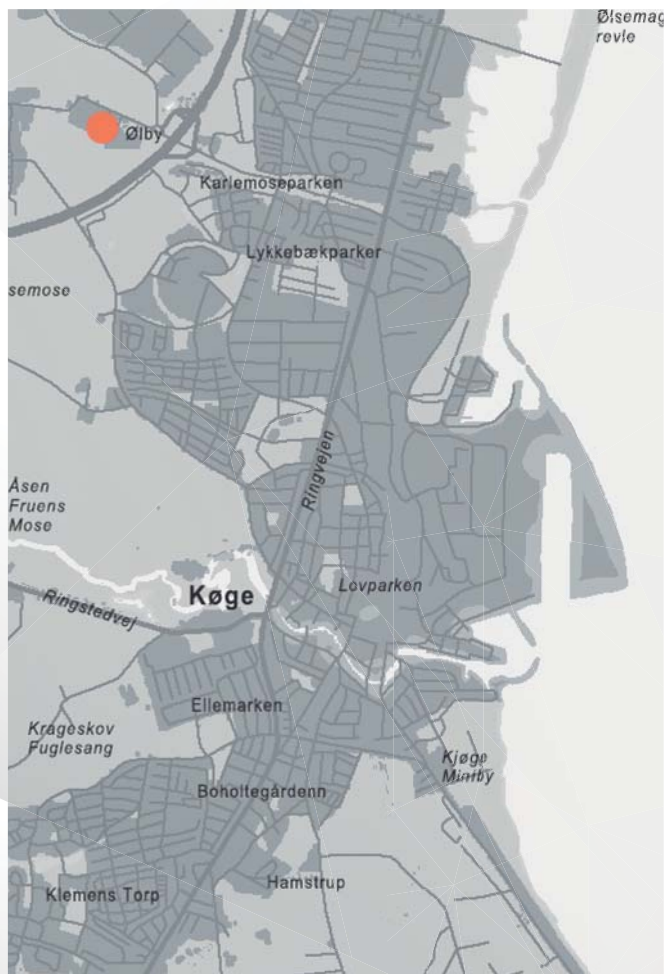 Ølsemag
revle
Ølby
Karlemoseparken
Lykkebækparker
semose
Ringvejen
Åsen
Fruens
Mose
Køge
Lovparken
Ringstedvej
Ellemarken
Krageskov
Fuglesang
Kjøge
Miniby
Boholtegårdenn
Klemens Torp
Hamstrup